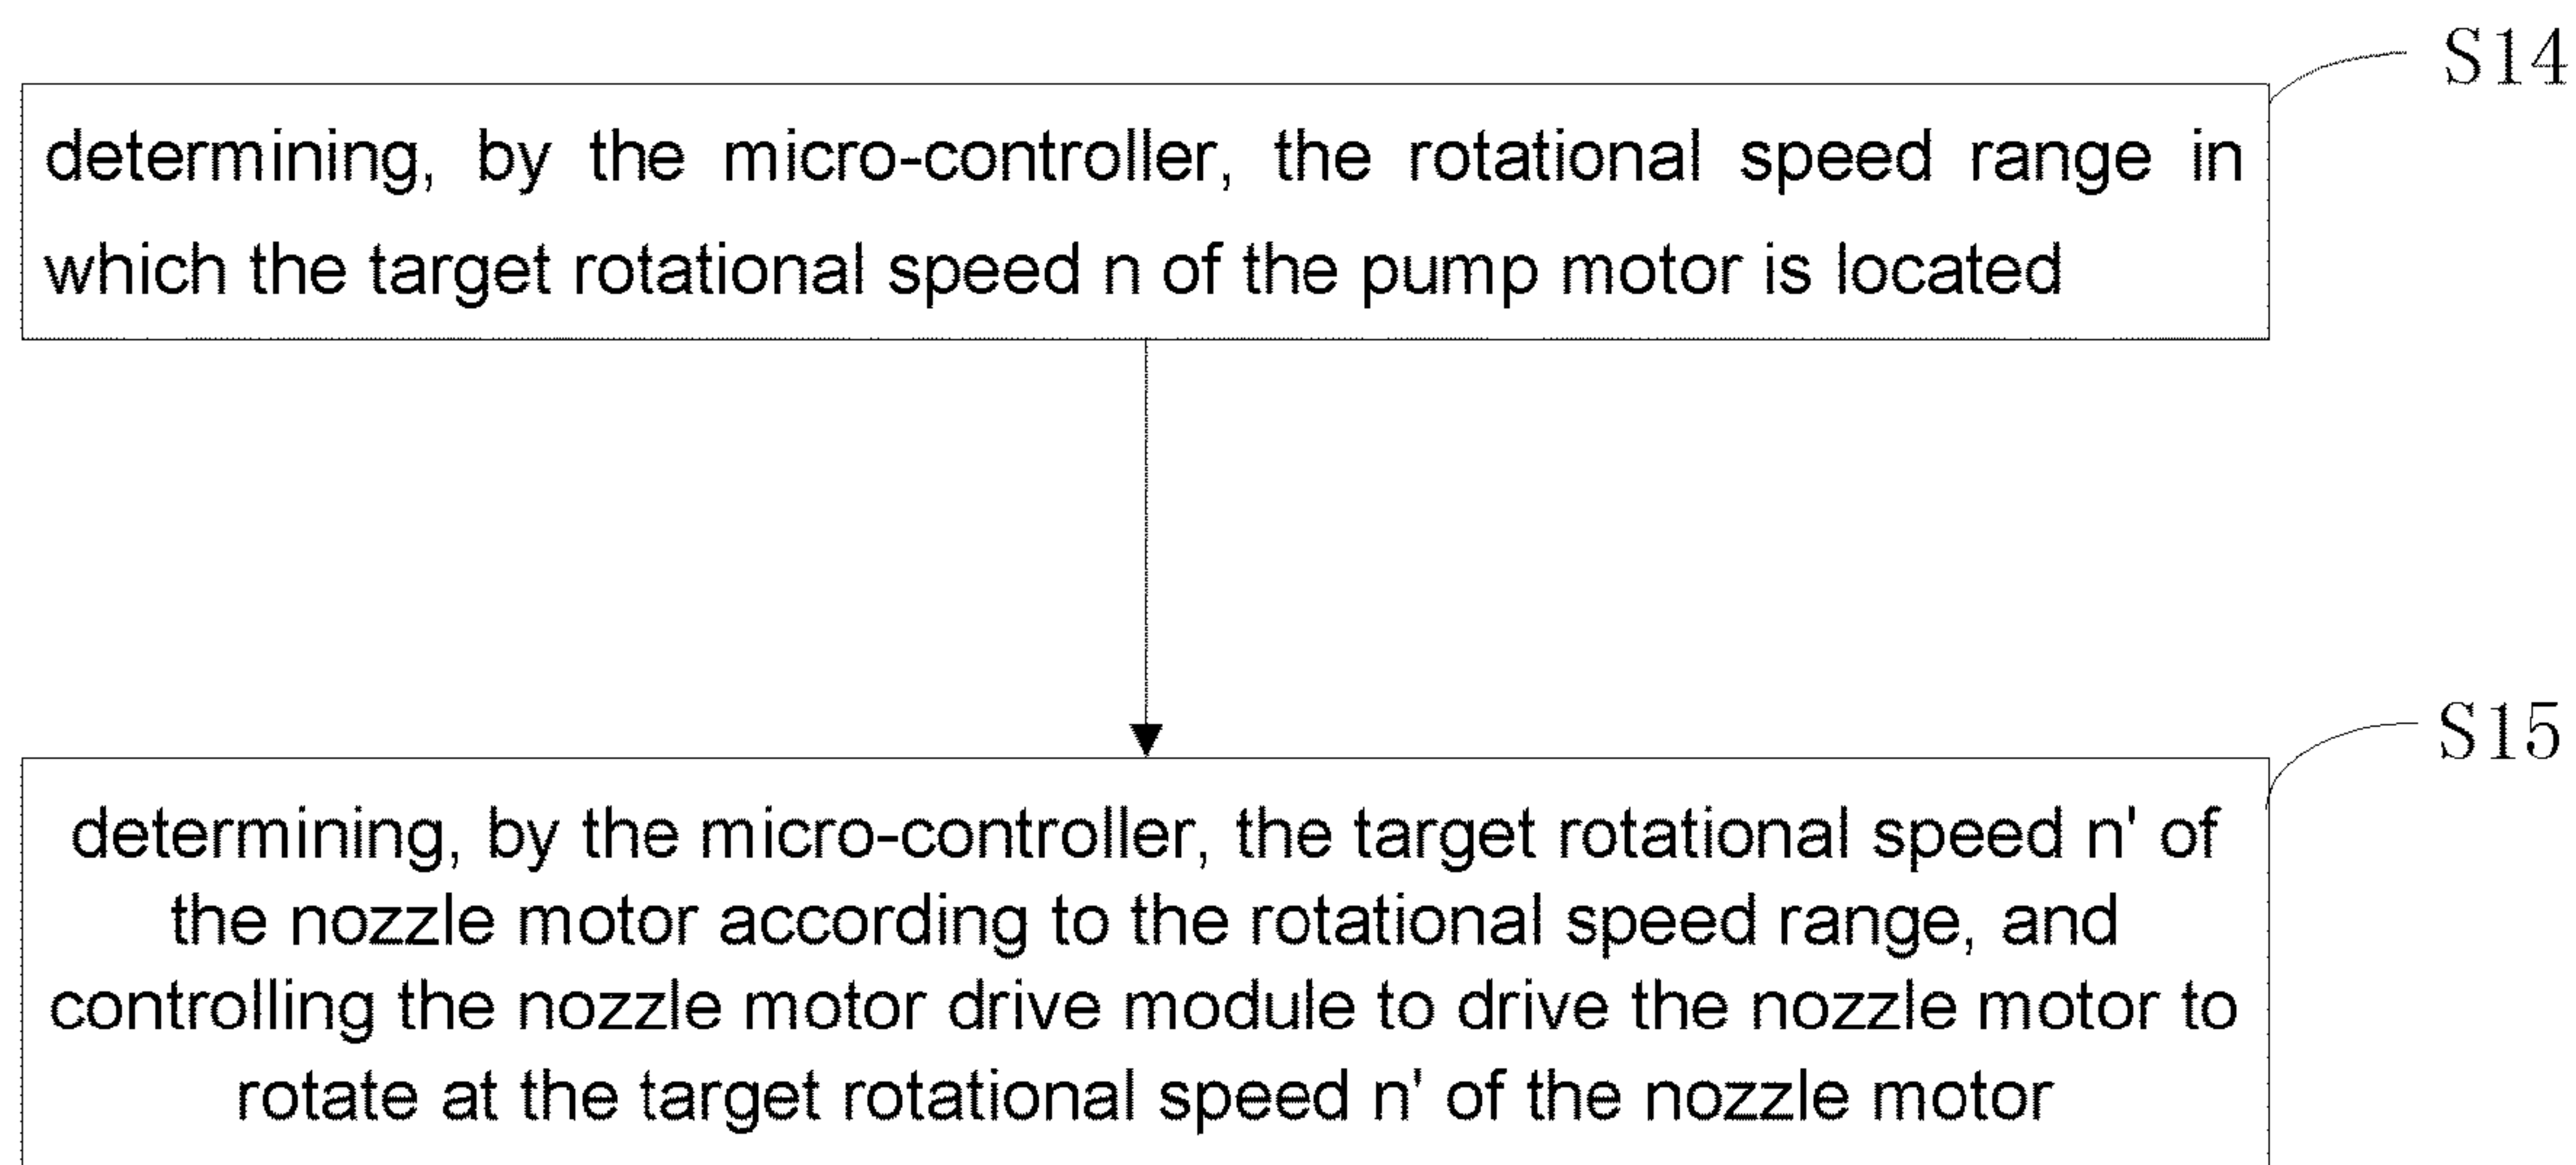 S14
determining, by the micro-controller, the rotational speed range in
which the target rotational speed n of the pump motor is located
S15
determining, by the micro-controller, the target rotational speed n' of
the nozzle motor according to the rotational speed range, and
controlling the nozzle motor drive module to drive the nozzle motor to
rotate at the target rotational speed n' of the nozzle motor